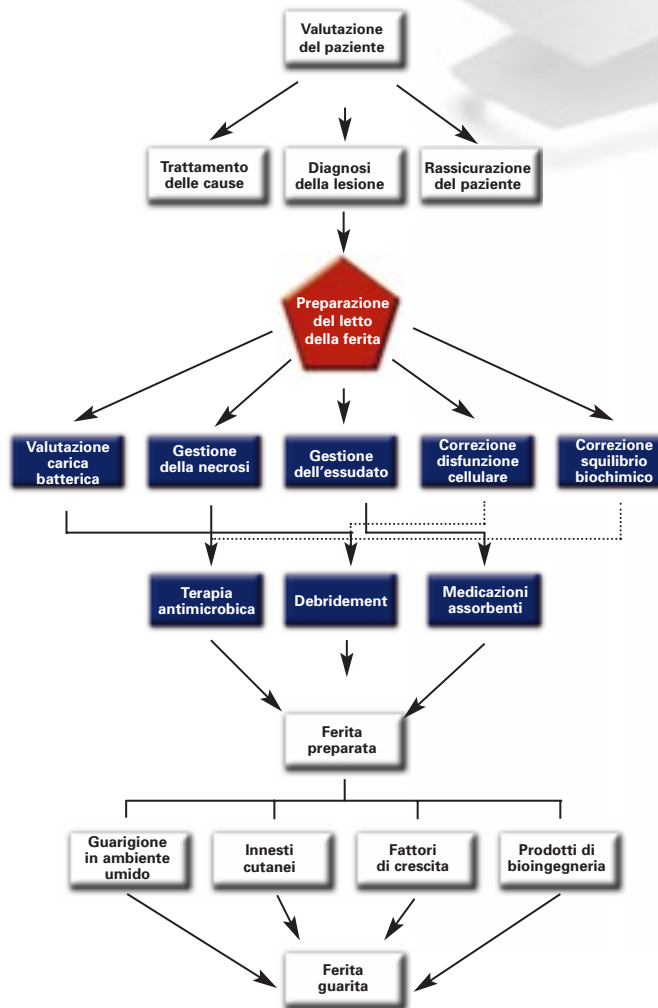 Valutazione
del paziente
Trattamento
delle cause
Diagnosi
della lesione
Rassicurazione
del paziente
Preparazione
del letto
della ferita
Valutazione
carica
batterica
Gestione
della necrosi
Gestione
dell'essudato
Correzione
disfunzione
cellulare
Correzione
squilibrio
biochimico
Terapia
antimicrobica
Debridement
Medicazioni
assorbenti
Ferita
preparata
Guarigione
in ambiente
umido
Innesti
cutanei
Fattori
di crescita
Prodotti di
bioingegneria
Ferita
guarita